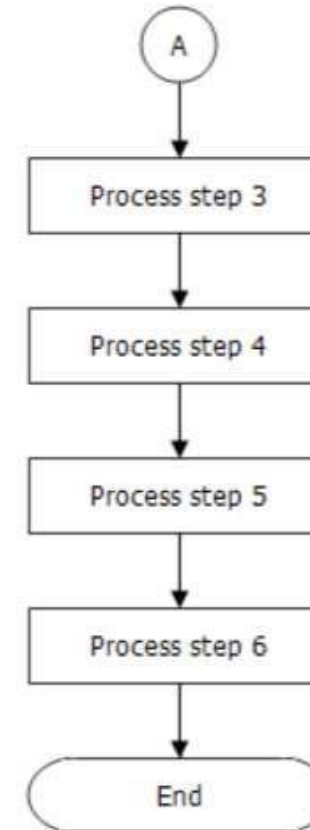 A
Process step 3
Process step 4
Process step 5
Process step 6
End